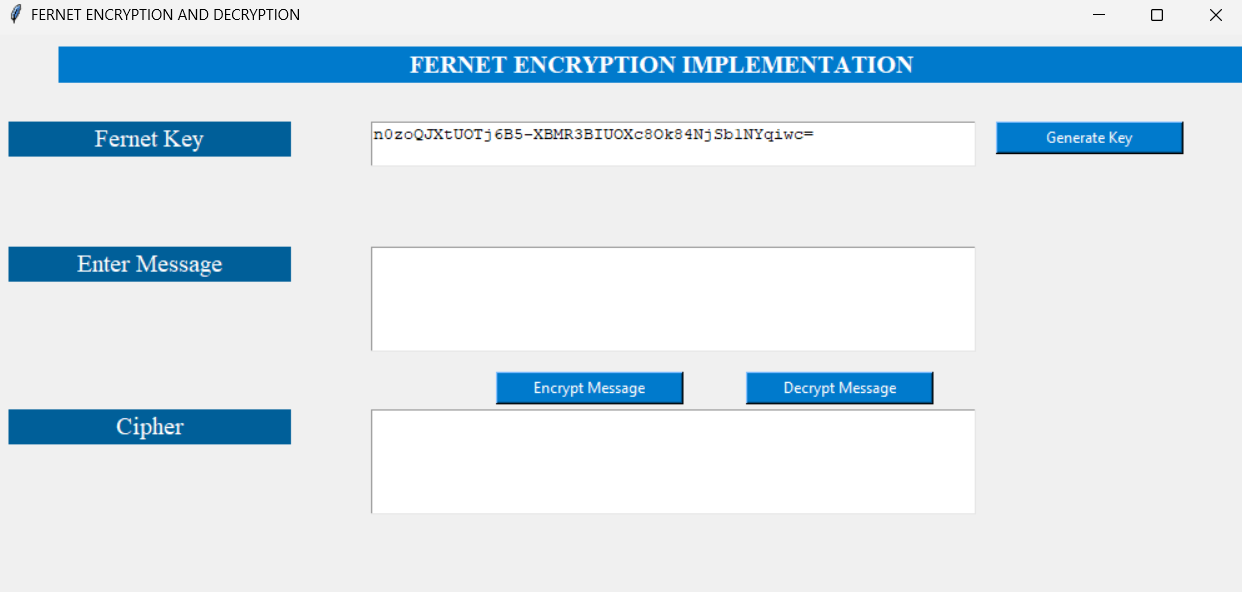 FERNET ENCRYPTION AND DECRYPTION
FERNET ENCRYPTION IMPLEMENTATION
Fernet Key
n0zoQJXtUOTj6B5-XBMR3BIUOXc8Ok84NjSblNYqiwc=
Generate Key
Enter Message
Encrypt Message
Decrypt Message
Cipher